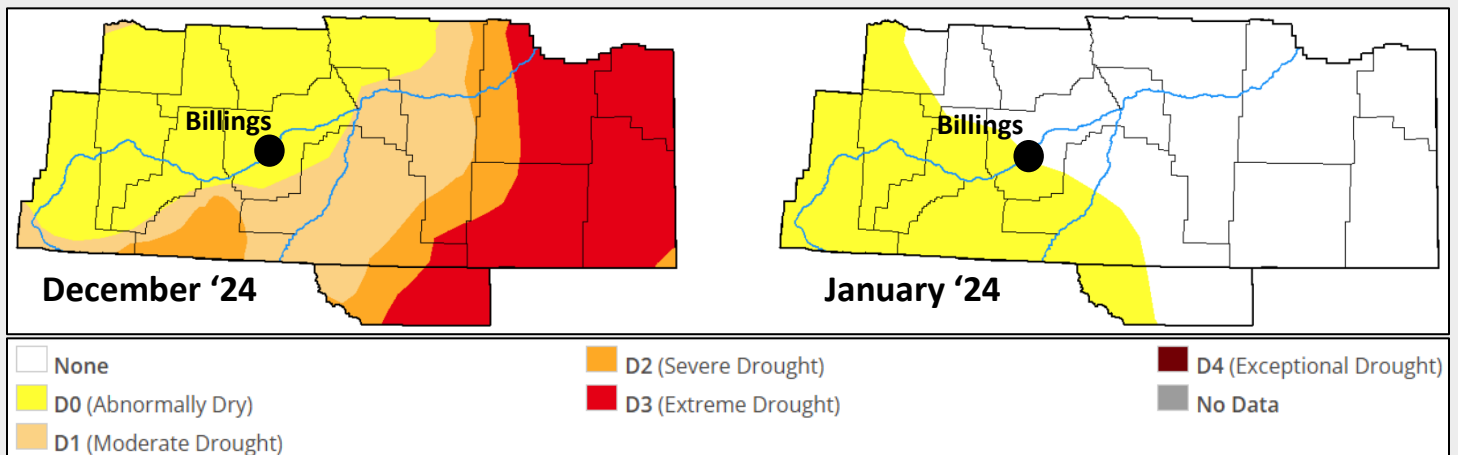 Billings
Billings
December ‘24
January ‘24
None
D2 (Severe Drought)
D4 (Exceptional Drought)
D0 (Abnormally Dry)
D3 (Extreme Drought)
No Data
D1 (Moderate Drought)